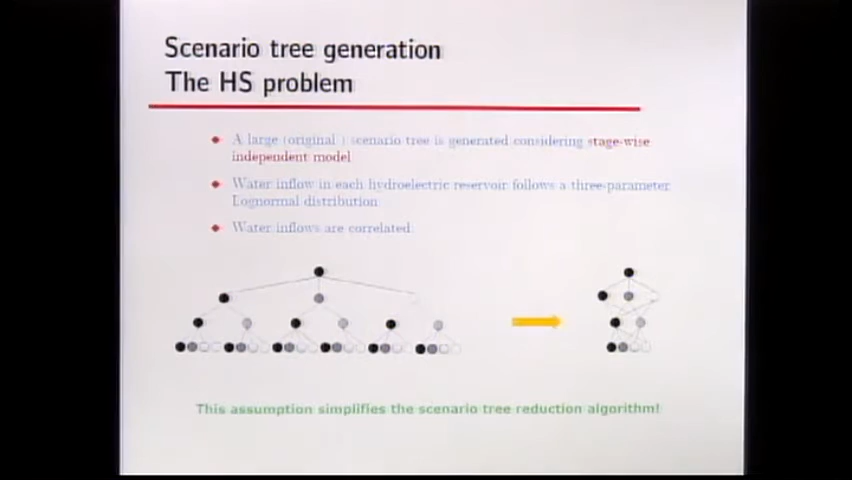 Scenario tree generation
The HS problem
A large (original ) scenario tree is generated considering stage-wise
independent model
Water inflow in each hydroelectric reservoir follows a three-parameter
Lognormal distribution
Water inflows are correlated
This assumption simplifies the scenario tree reduction algorithm!